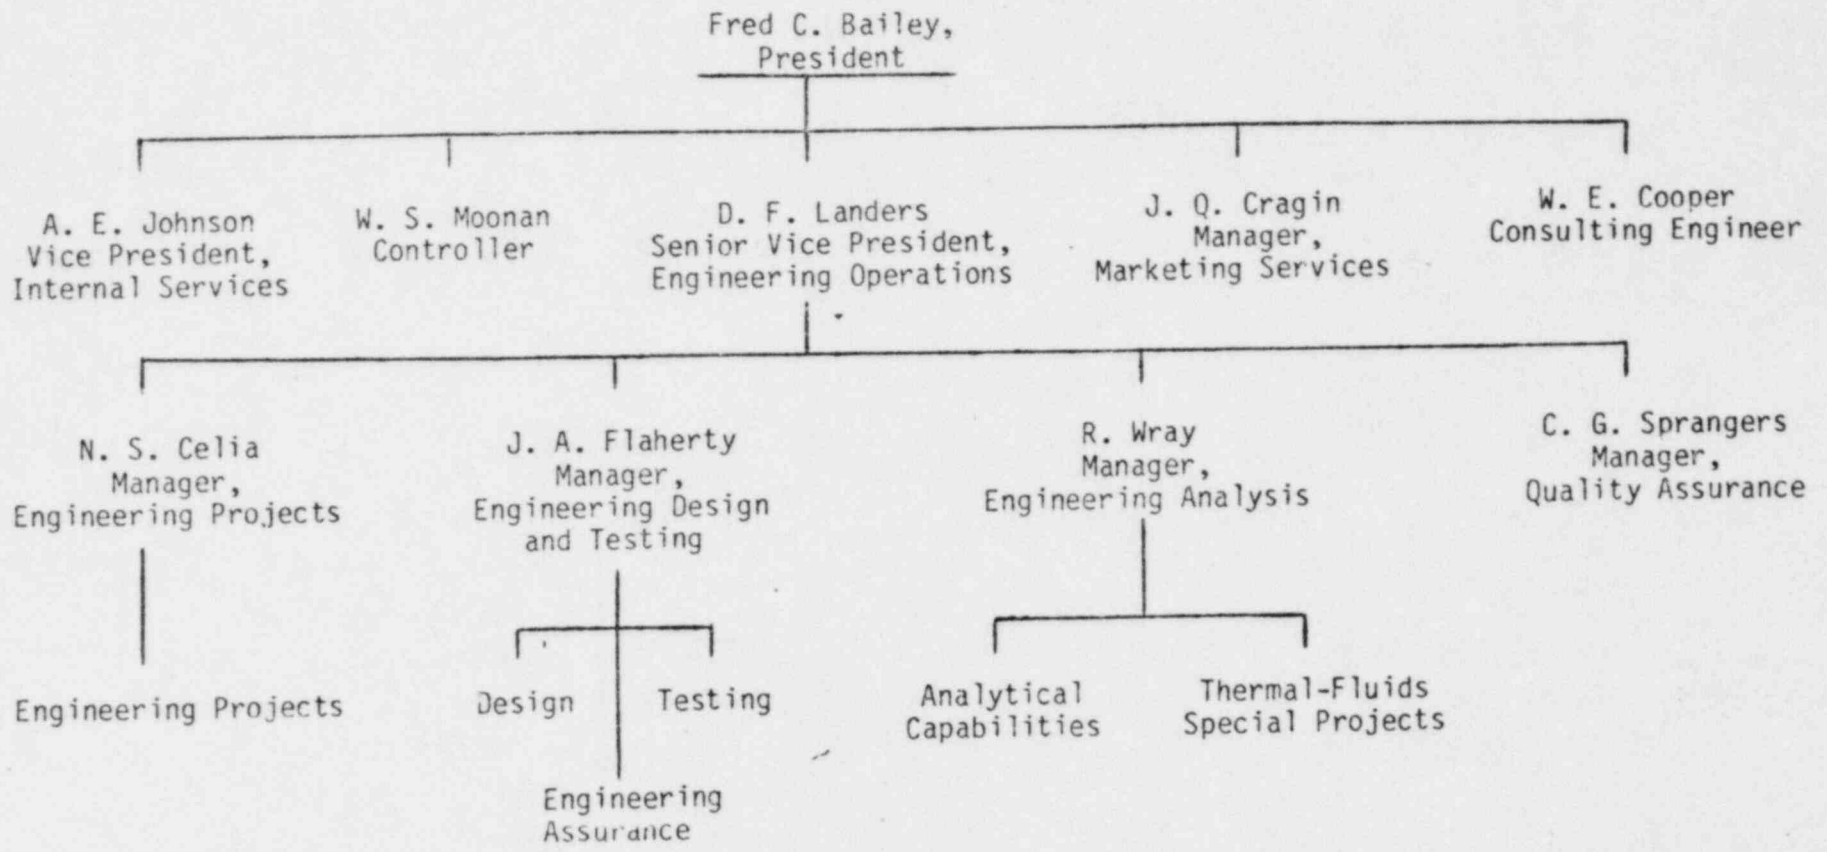 Fred C. Bailey,
President
A. E. Johnson
Vice President,
Internal Services
W. S. Moonan
Controller
D. F. Landers
Senior Vice President,
Engineering Operations
J. Q. Cragin
Manager,
Marketing Services
W. E. Cooper
Consulting Engineer
N. S. Celia
Manager,
Engineering Projects
J. A. Flaherty
Manager,
Engineering Design
and Testing
R. Wray
Manager,
Engineering Analysis
C. G. Sprangers
Manager,
Quality Assurance
Engineering Projects
Design
Testing
Engineering
Assurance
Analytical
Capabilities
Thermal-Fluids
Special Projects